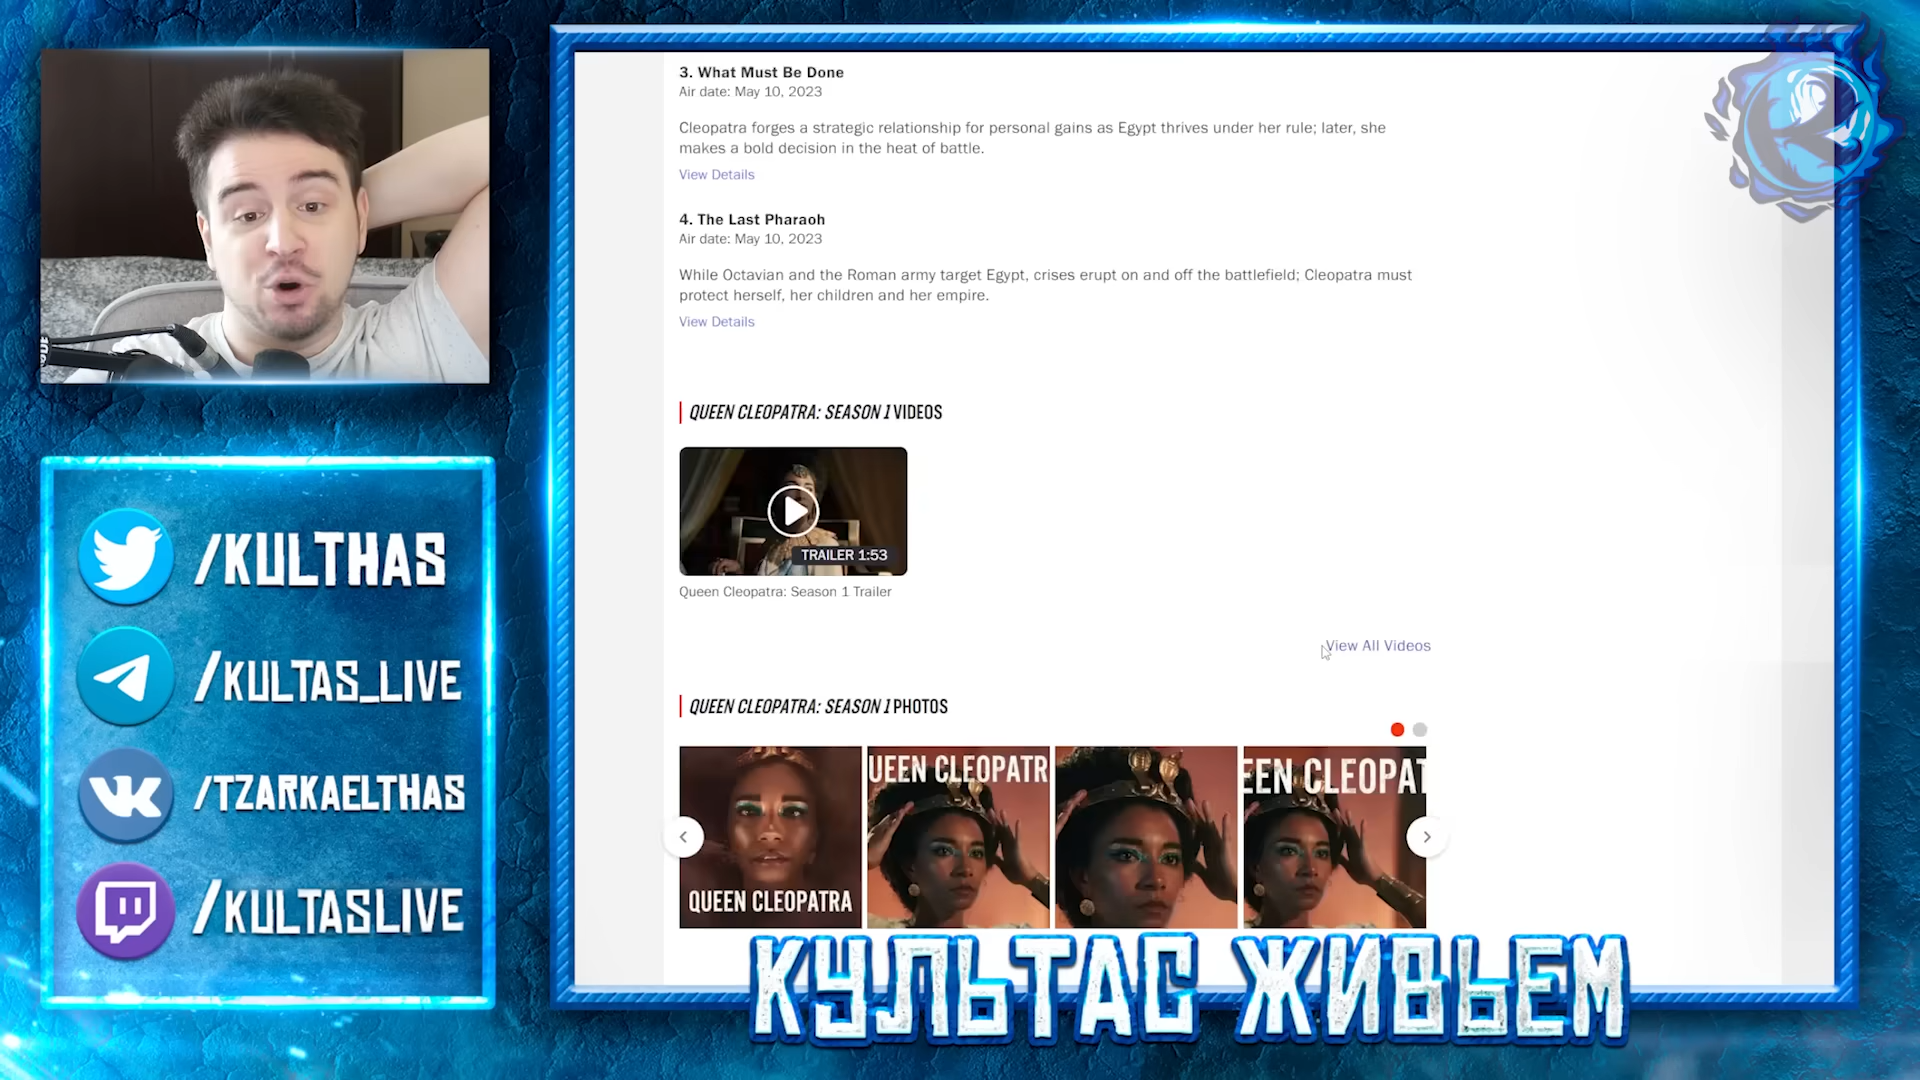 3. What Must Be Done
Air date: May 10, 2023
Cleopatra forges a strategic relationship for personal gains as Egypt thrives under her rule; later, she
makes a bold decision in the heat of battle.
View Details
4. The Last Pharaoh
Air date: May 10, 2023
While Octavian and the Roman army target Egypt, crises erupt on and off the battlefield; Cleopatra must
protect herself, her children and her empire.
View Details
QUEEN CLEOPATRA: SEASON 1 VIDEOS
TRAILER 1:53
Queen Cleopatra: Season 1 Trailer
View All Videos
QUEEN CLEOPATRA: SEASON 1 PHOTOS
QUEEN CLEOPATRA
UEEN CLEOPATR
EEN CLEOPAT
/KULTHAS
/KULTAS_LIVE
/TZARKAELTHAS
/KULTASLIVE
КУЛЬТАС ЖИВЬЕМ